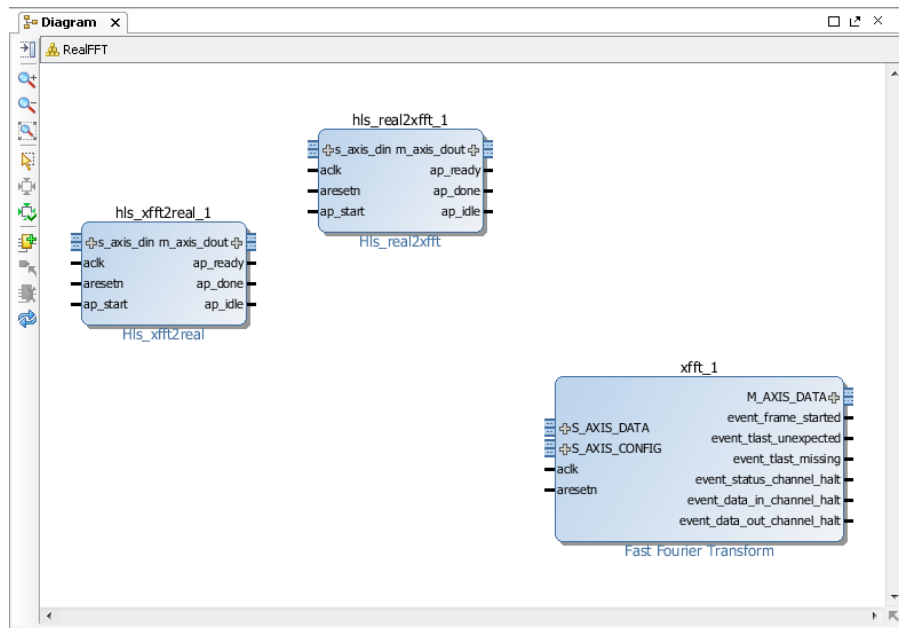 Diagram
RealFFT
hls_real2xfft_1
s_axis_din m_axis_dout
aclk ap_ready
aresetn ap_done
ap_start ap_idle
Hls_real2xfft
hls_xfft2real_1
s_axis_din m_axis_dout
aclk ap_ready
aresetn ap_done
ap_start ap_idle
Hls_xfft2real
xfft_1
M_AXIS_DATA
event_frame_started
S_AXIS_DATA
event_tlast_unexpected
S_AXIS_CONFIG
event_tlast_missing
aclk
event_status_channel_halt
aresetn
event_data_in_channel_halt
event_data_out_channel_halt
Fast Fourier Transform